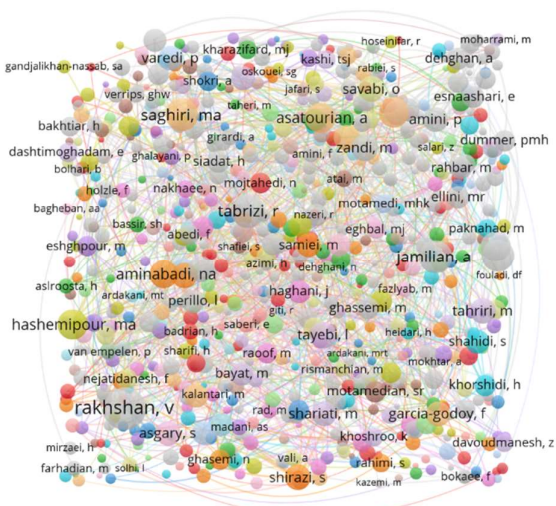 hoseinifar, r
moharrami, m
kharazifard, mj
varedi, p
kashi, tsj
dehghan, a
gandjalikhan-nassab, sa
oskouei, sg
rabiei, s
shokri, a
jafari, s
savabi, o
verrips, ghw
esnaashari, e
taheri, m
saghiri, ma
asatourian, a
amini, p
bakhtiar, h
girardi, a
dummer, pmh
dashtimoghadam, e
ghalayani, p
siadat, h
amini, f
zandi, m
salari, z
bolhari, b
rahbar, m
holzle, f
nakhaee, n
mojtahedi, n
atai, m
ellini, mr
bagheban, aa
tabrizi, r
motamedi, mhk
bassir, sh
nazeri, r
paknahad, m
abedi, f
eghbal, mj
eshghpour, m
shafiei, s
samiei, m
jamilian, a
azimi, h
dehghani, n
fouladi, df
aminabadi, na
aslroosta, h
haghani, j
fazlyab, m
ardakani, mt
perillo, l
ghassemi, m
giti, r
tahriri, m
hashemipour, ma
saberi, e
badrian, h
tayebi, l
heidari, h
shahidi, s
van empelen, p
sharifi, h
raoof, m
ardakani, mrt
mokhtar, a
rismanchian, m
nejatidanesh, f
bayat, m
khorshidi, h
kalantari, m
motamedian, sr
rakhshan, v
rad, m
shariati, m
garcia-godoy, f
madani, as
asgary, s
khoshroo, k
davoudmanesh, z
mirzaei, h
ghasemi, n
vali, a
rahimi, s
farhadian, m
solhi, l
shirazi, s
bokaee, f
kazemi, m